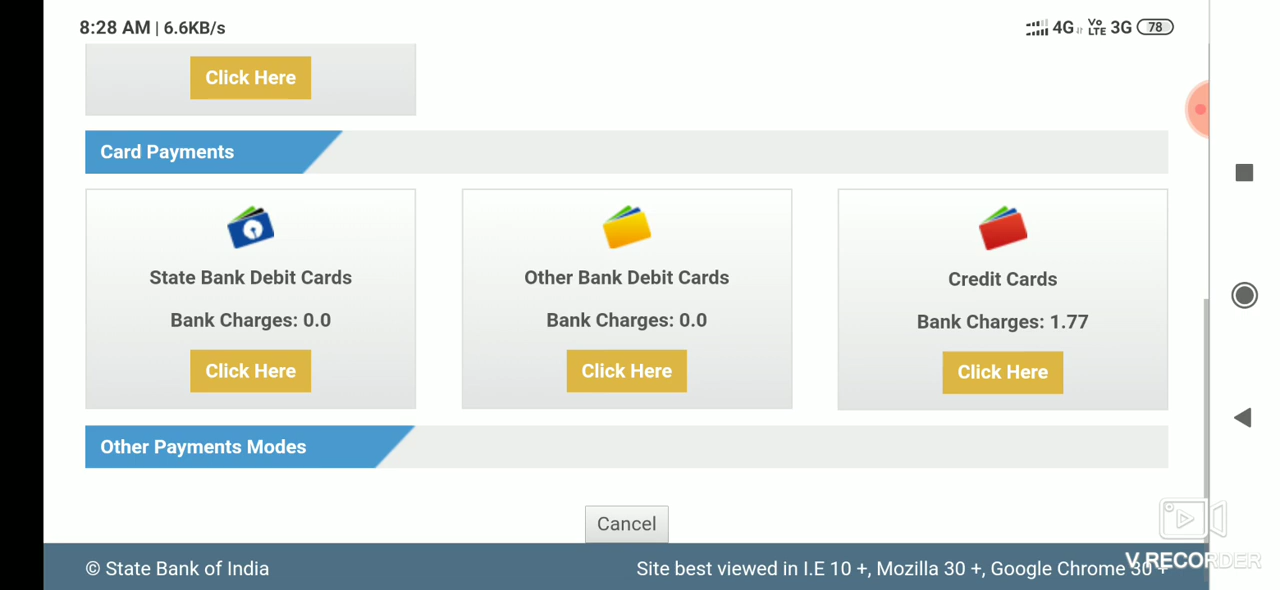 8:28 AM | 6.6KB/s 4G Vo LTE 3G 78
Click Here
Card Payments
State Bank Debit Cards Other Bank Debit Cards Credit Cards
Bank Charges: 0.0 Bank Charges: 0.0 Bank Charges: 1.77
Click Here Click Here Click Here
Other Payments Modes
Cancel
© State Bank of India Site best viewed in I.E 10 +, Mozilla 30 +, Google Chrome 30 +
V.RECORDER